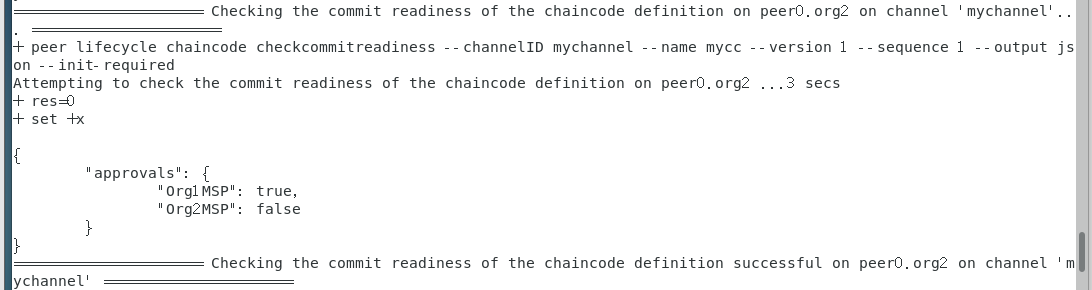 ===================== Checking the commit readiness of the chaincode definition on peer0.org2 on channel 'mychannel'..
. =====================
+ peer lifecycle chaincode checkcommitreadiness --channelID mychannel --name mycc --version 1 --sequence 1 --output js
on --init-required
Attempting to check the commit readiness of the chaincode definition on peer0.org2 ...3 secs
+ res=0
+ set +x

{
        "approvals": {
                "Org1MSP": true,
                "Org2MSP": false
        }
}
===================== Checking the commit readiness of the chaincode definition successful on peer0.org2 on channel 'm
ychannel' =====================